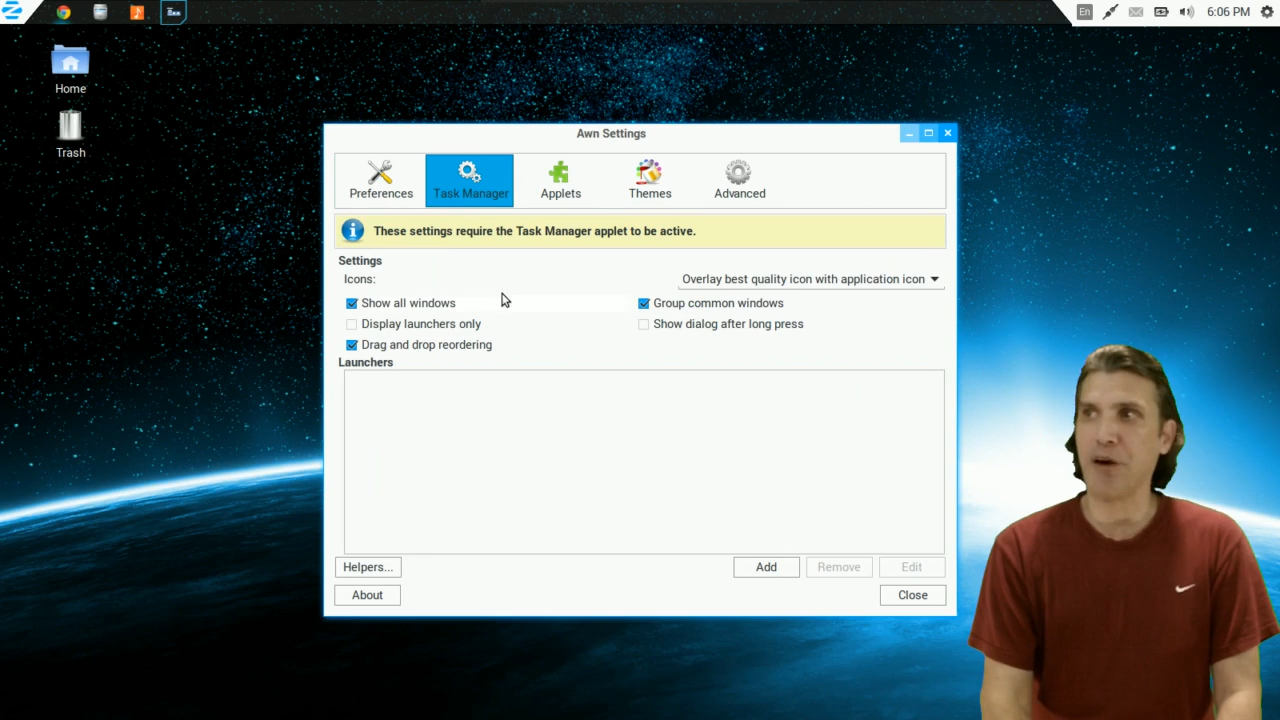 En
6:06 PM
Home
Trash
Awn Settings
Preferences
Task Manager
Applets
Themes
Advanced
These settings require the Task Manager applet to be active.
Settings
Icons:
Overlay best quality icon with application icon
Show all windows
Group common windows
Display launchers only
Show dialog after long press
Drag and drop reordering
Launchers
Helpers...
Add
Remove
Edit
About
Close